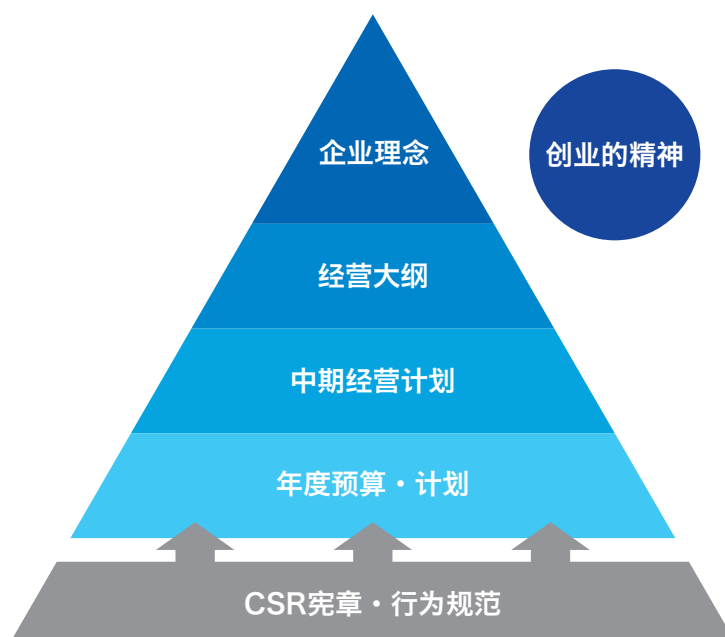 企业理念
创业的精神
经营大纲
中期经营计划
年度预算・计划
CSR宪章・行为规范